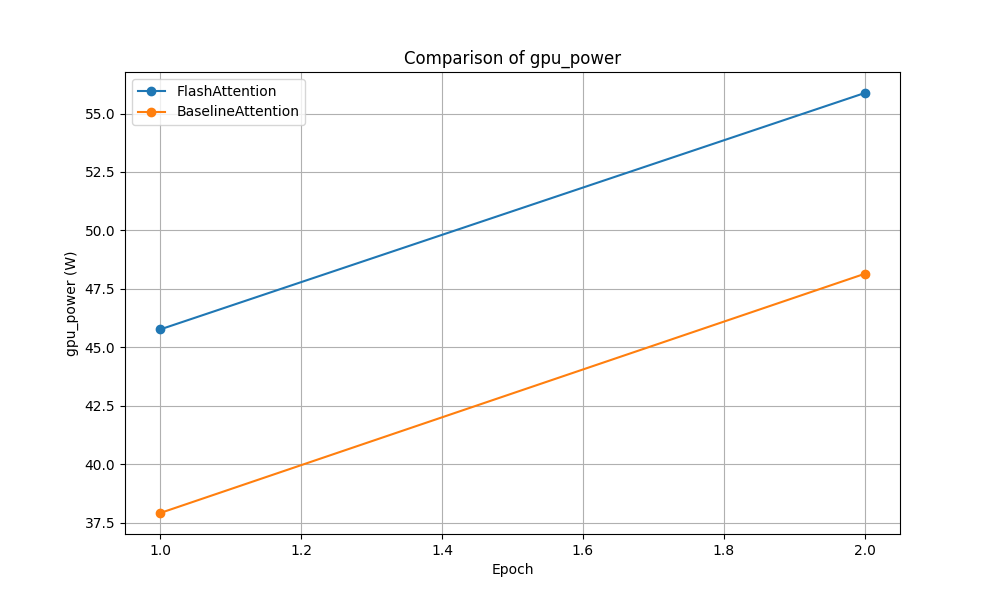 Comparison of gpu_power
FlashAttention
BaselineAttention
gpu_power (W)
55.0
52.5
50.0
47.5
45.0
42.5
40.0
37.5
1.0 1.2 1.4 1.6 1.8 2.0
Epoch